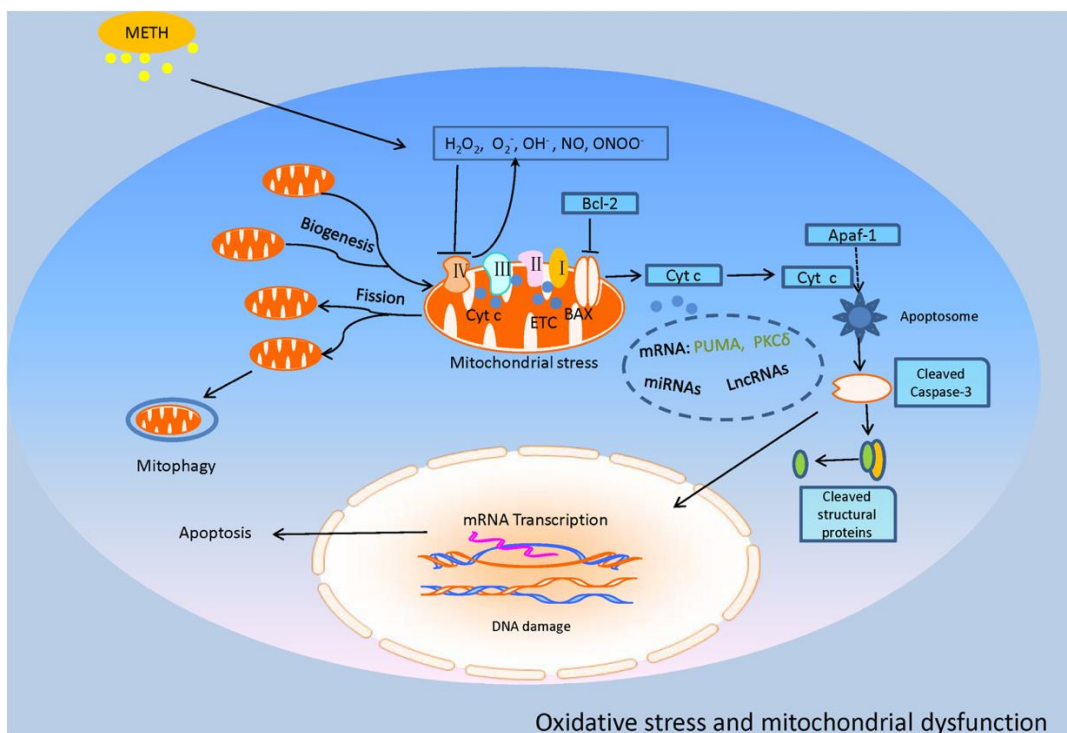 METH
H₂O₂, O₂⁻, OH⁻, NO, ONOO⁻
Bcl-2
Biogenesis
Apaf-1
IV
III
II
I
Cyt c
Cyt c
Fission
Cyt c
ETC
BAX
Apoptosome
Mitochondrial stress
mRNA: PUMA, PKCδ
miRNAs
LncRNAs
Cleaved
Caspase-3
Mitophagy
Cleaved
structural
proteins
mRNA Transcription
Apoptosis
DNA damage
Oxidative stress and mitochondrial dysfunction